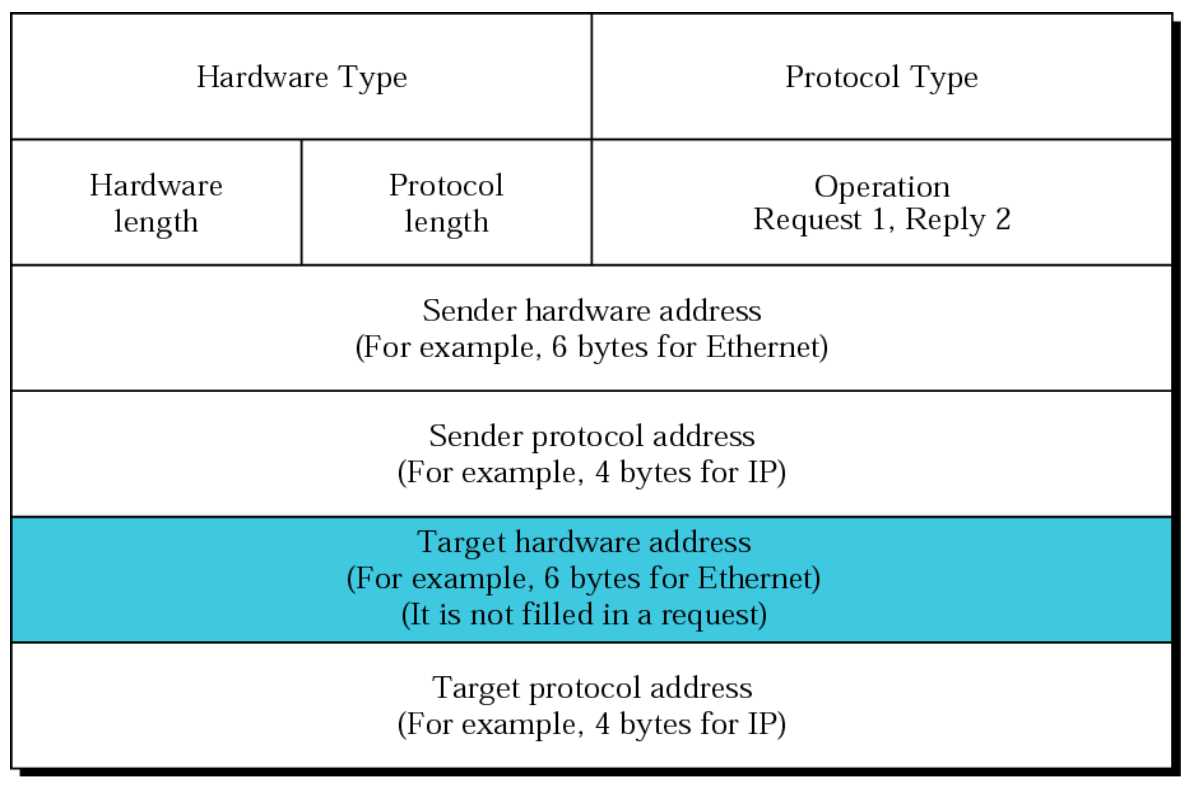 Hardware Type
Protocol Type
Hardware
length
Protocol
length
Operation
Request 1, Reply 2
Sender hardware address
(For example, 6 bytes for Ethernet)
Sender protocol address
(For example, 4 bytes for IP)
Target hardware address
(For example, 6 bytes for Ethernet)
(It is not filled in a request)
Target protocol address
(For example, 4 bytes for IP)